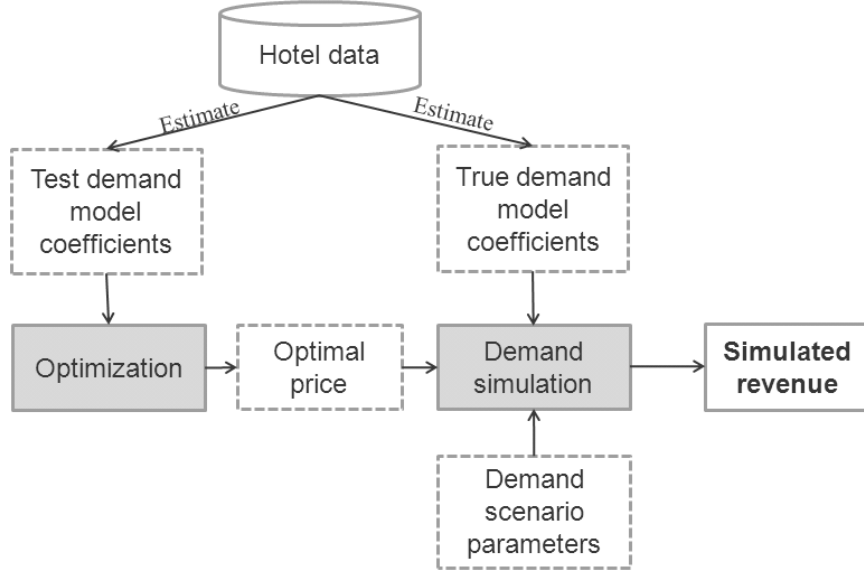 Hotel data
Estimate
Estimate
Test demand
model
coefficients
True demand
model
coefficients
Optimization
Optimal
price
Demand
simulation
Simulated
revenue
Demand
scenario
parameters